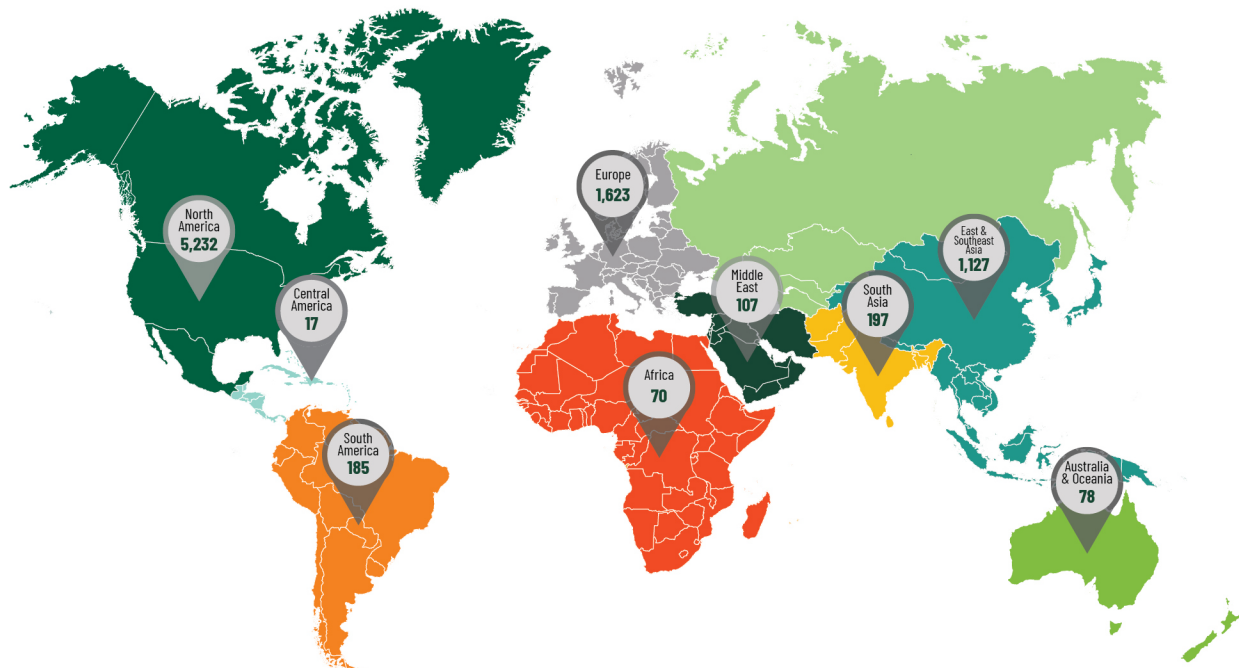 North
America
5,232
Central
America
17
South
America
185
Europe
1,623
Africa
70
Middle
East
107
South
Asia
197
East &
Southeast
Asia
1,127
Australia
& Oceania
78